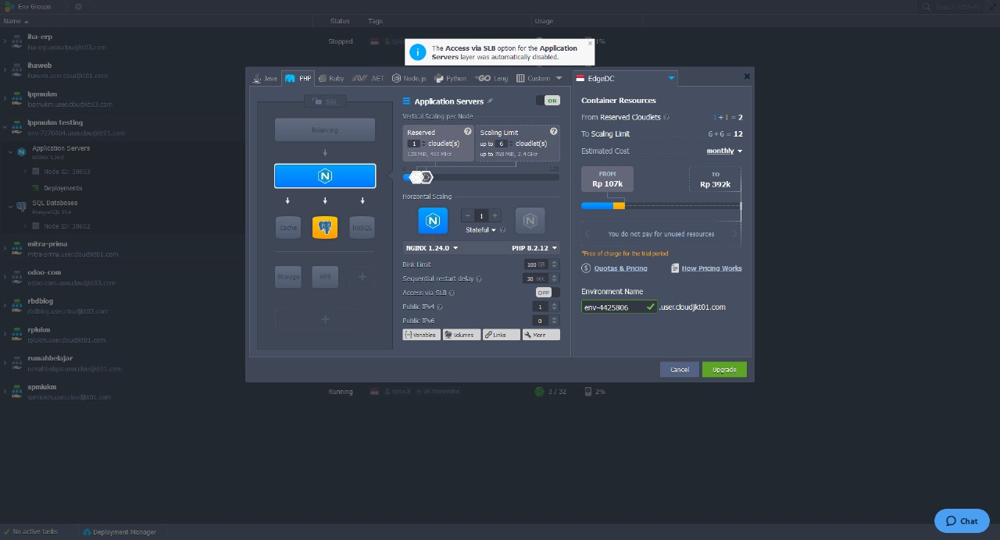 Env Groups
Search (Ctrl-F)
Name
Status
Tags
Usage
iha-erp
iha-erp.user.cloudjkt03.com
Stopped
1%
The Access via SLB option for the Application
Servers layer was automatically disabled.
ihaweb
ihaweb.user.cloudjkt01.com
lppmukm
lppmukm.user.cloudjkt03.com
lppmukm testing
env-7276464.user.cloudjkt01.com
Application Servers
NGINX 1.24.0
Node ID: 38653
Deployments
SQL Databases
PostgreSQL 15.4
Node ID: 38652
mitra-prima
mitra-prima.user.cloudjkt01.com
odoo-com
odoo-com.user.cloudjkt03.com
rbdblog
rbdblog.user.cloudjkt03.com
rplukm
rplukm.user.cloudjkt01.com
rumahbelajar
rumahbelajar.user.cloudjkt01.com
spmiukm
spmiukm.user.cloudjkt01.com
Running
UK Maranatha
3 / 32
2%
Java
PHP
Ruby
.NET
Node.js
Python
Lang
Custom
EdgeDC
SSL
Balancing
Cache
NoSQL
Storage
VPS
Application Servers
ON
Vertical Scaling per Node
Reserved
1 cloudlet(s)
128 MiB, 400 MHz
Scaling Limit
up to 6 cloudlet(s)
up to 768 MiB, 2.4 GHz
0
128
Horizontal Scaling
1
Stateful
NGINX 1.24.0
PHP 8.2.12
Disk Limit 100 GB
Sequential restart delay 30 sec
Access via SLB OFF
Public IPv4 1
Public IPv6 0
Variables
Volumes
Links
More
Container Resources
From Reserved Cloudlets 1 + 1 = 2
To Scaling Limit 6 + 6 = 12
Estimated Cost monthly
FROM
Rp 107k
TO
Rp 392k
You do not pay for unused resources
*Free of charge for the trial period
Quotas & Pricing
How Pricing Works
Environment Name
env-4425806 .user.cloudjkt01.com
Cancel
Upgrade
No active tasks
Deployment Manager
Chat